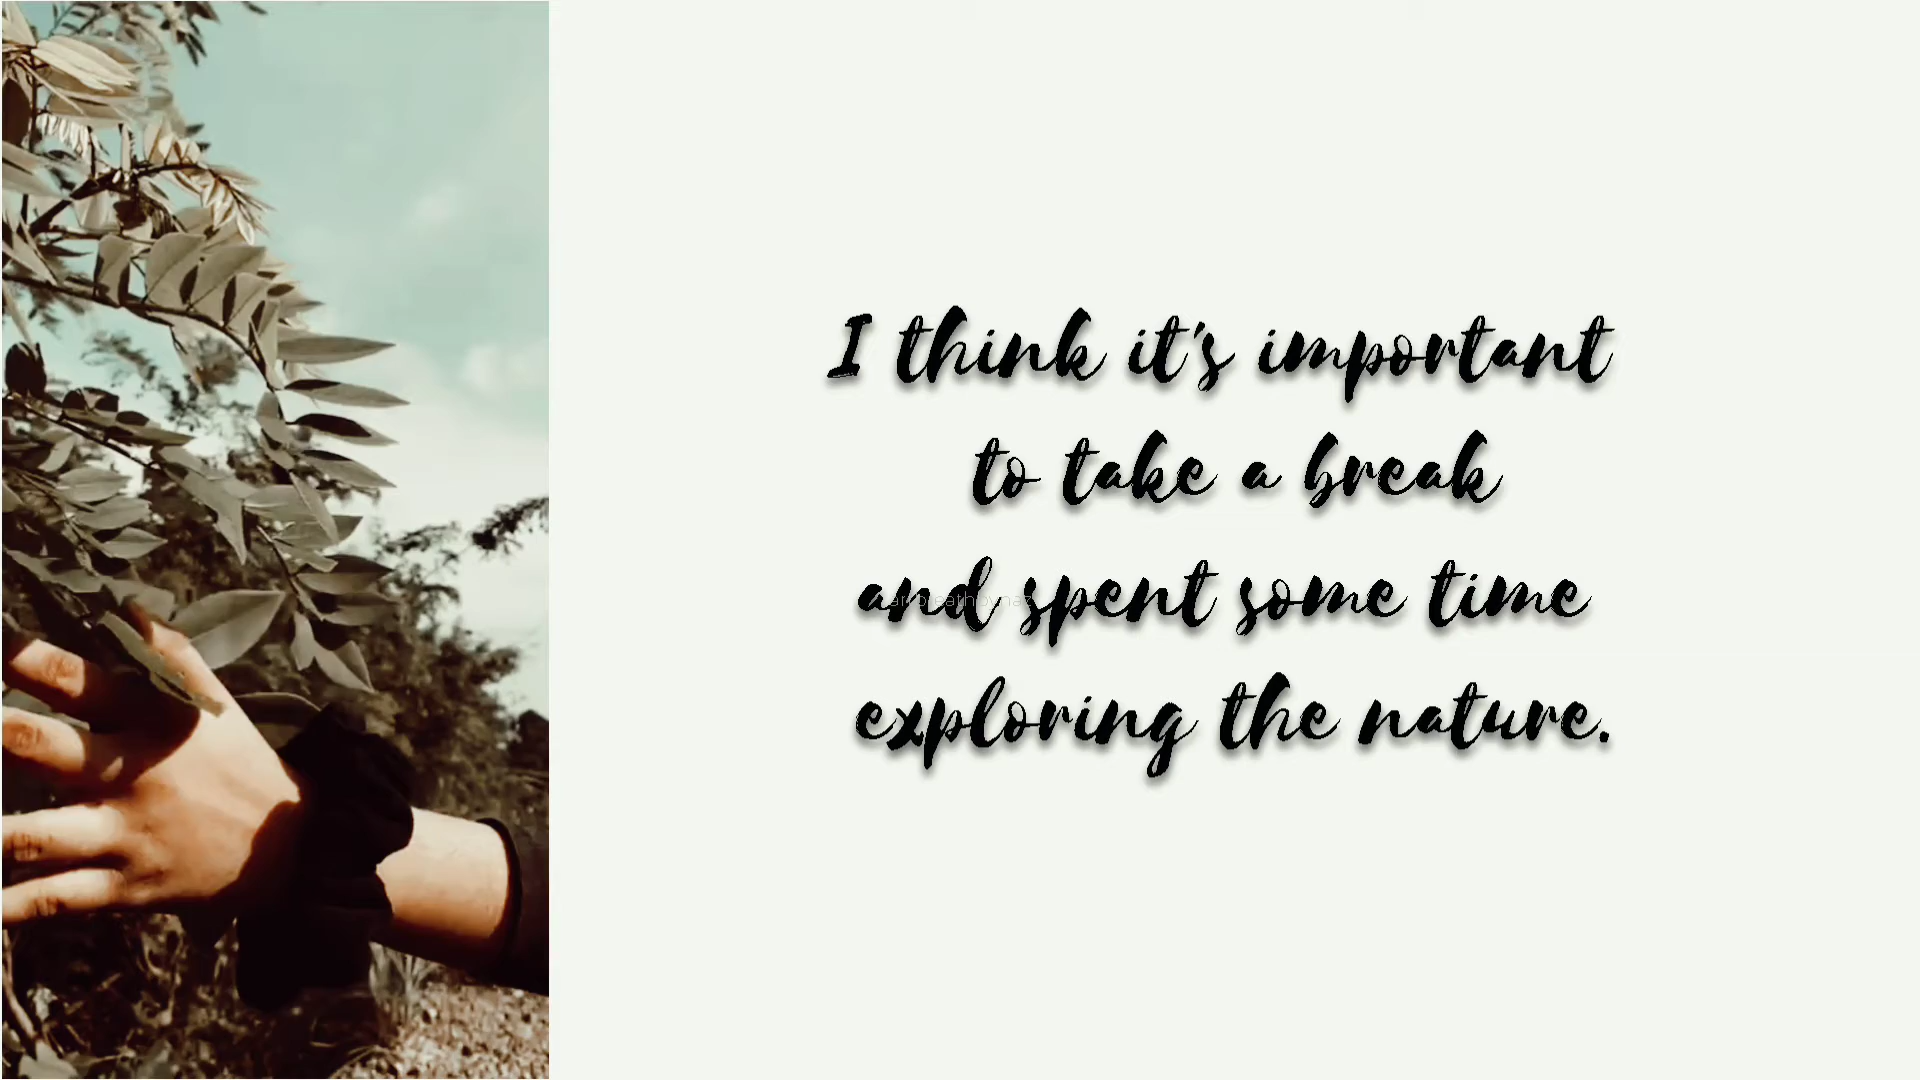 I think it's important
to take a break
and spent some time
exploring the nature.